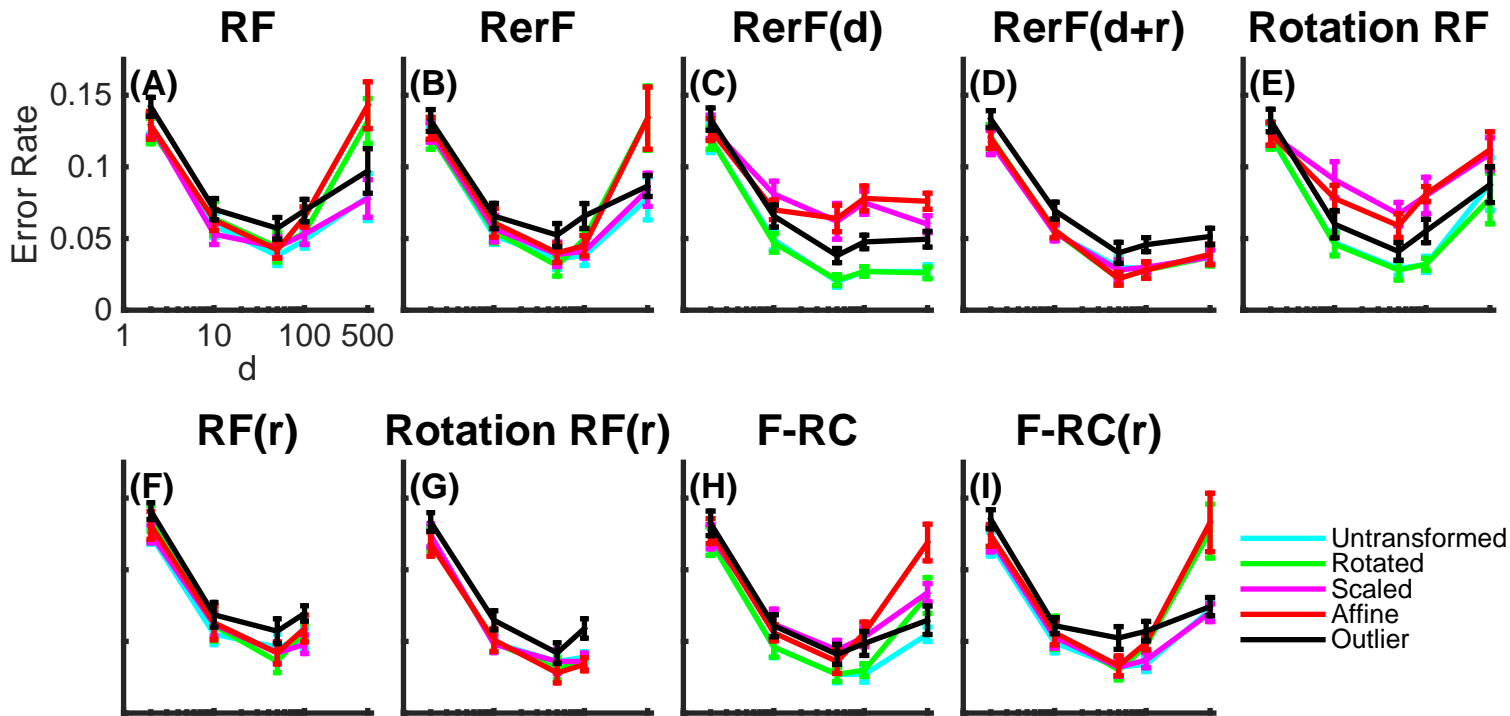 RF RerF RerF(d) RerF(d+r) Rotation RF
(A) (B) (C) (D) (E)
0.15
0.1
0.05
0
Error Rate
1 10 100 500
d
RF(r) Rotation RF(r) F-RC F-RC(r)
(F) (G) (H) (I)
Untransformed
Rotated
Scaled
Affine
Outlier